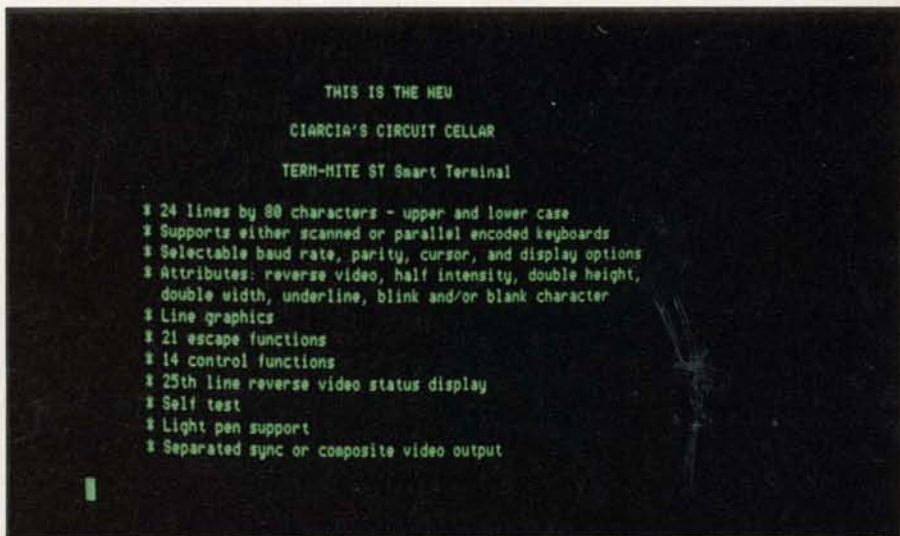 THIS IS THE NEW
CIARCIA'S CIRCUIT CELLAR
TERM-MITE ST Smart Terminal
* 24 lines by 80 characters - upper and lower case
* Supports either scanned or parallel encoded keyboards
* Selectable baud rate, parity, cursor, and display options
* Attributes: reverse video, half intensity, double height,
double width, underline, blink and/or blank character
* Line graphics
* 21 escape functions
* 14 control functions
* 25th line reverse video status display
* Self test
* Light pen support
* Separated sync or composite video output